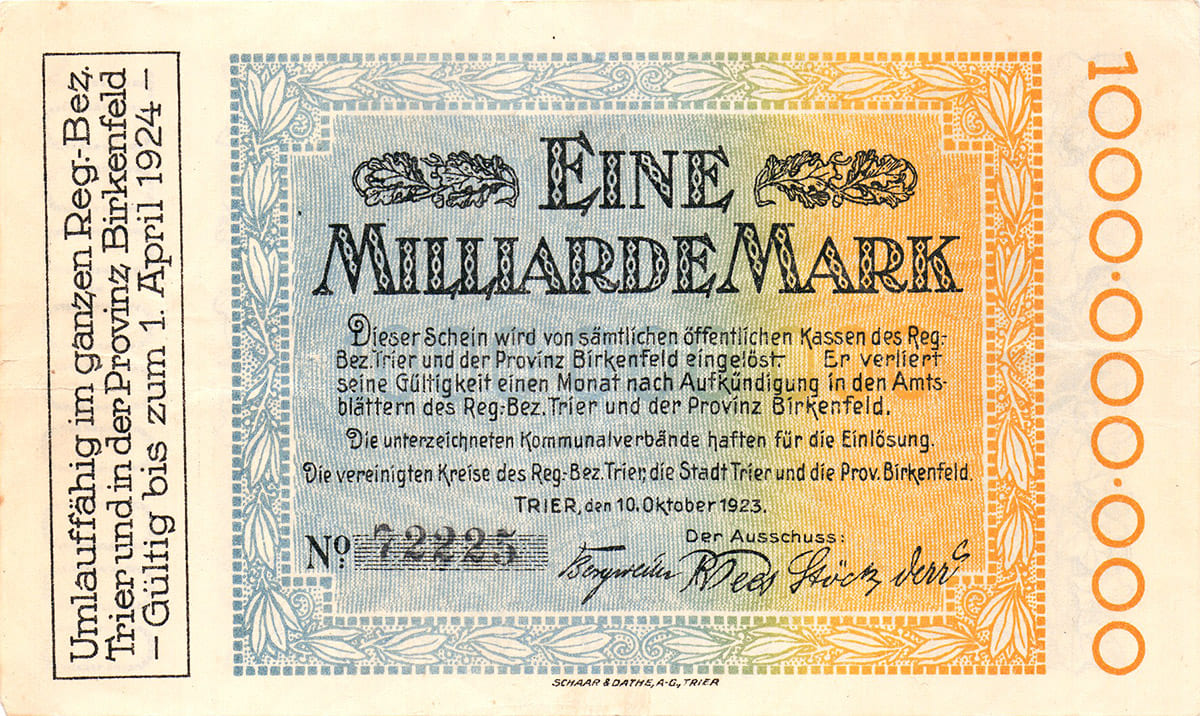 Umlauffähig im ganzen Reg.-Bez.
Trier und in der Provinz Birkenfeld
— Gültig bis zum 1. April 1924 —
EINE
MILLIARDE MARK
Dieser Schein wird von sämtlichen öffentlichen Kassen des Reg.-
Bez. Trier und der Provinz Birkenfeld eingelöst. Er verliert
seine Gültigkeit einen Monat nach Aufkündigung in den Amts-
blättern des Reg.-Bez. Trier und der Provinz Birkenfeld.
Die unterzeichneten Kommunalverbände haften für die Einlösung.
Die vereinigten Kreise des Reg.-Bez. Trier, die Stadt Trier und die Prov. Birkenfeld.
TRIER, den 10. Oktober 1923.
No. 72225
Der Ausschuss:
Stöck
SCHAAR & DATHE, A-G., TRIER
1000·000·000